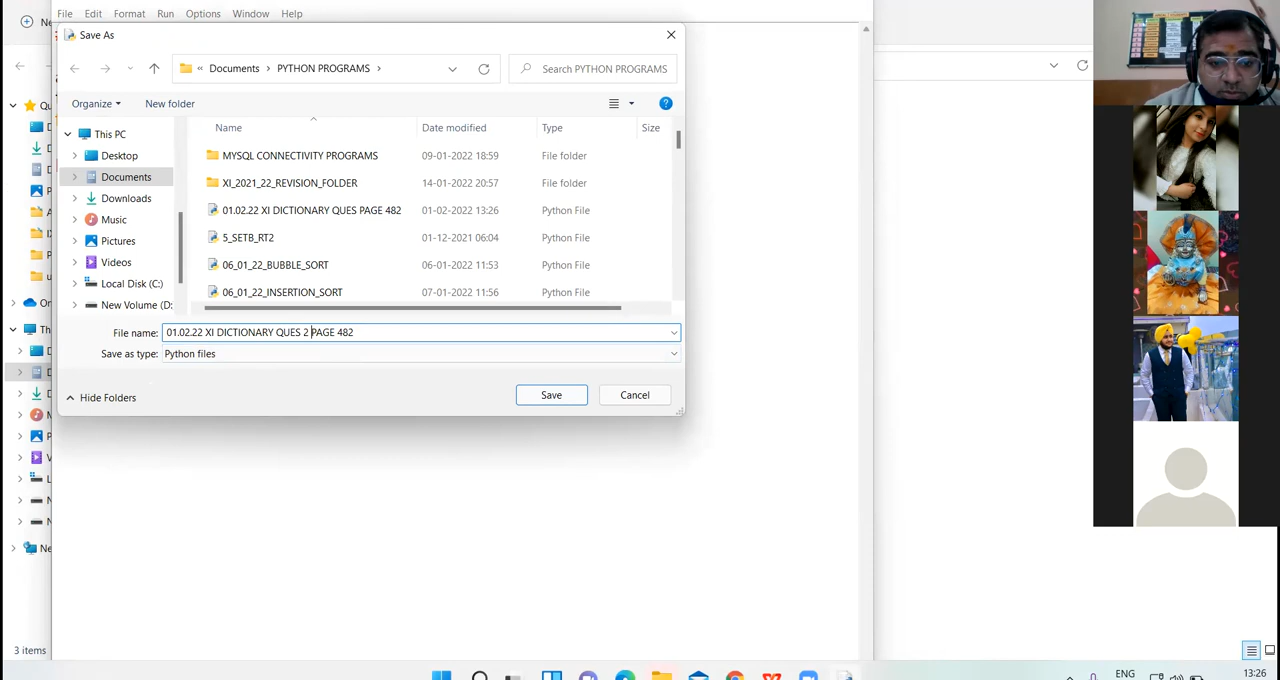 File Edit Format Run Options Window Help
Save As
« Documents > PYTHON PROGRAMS >
Search PYTHON PROGRAMS
Organize
New folder
Name
Date modified
Type
Size
This PC
Desktop
Documents
Downloads
Music
Pictures
Videos
Local Disk (C:)
New Volume (D:
MYSQL CONNECTIVITY PROGRAMS 09-01-2022 18:59 File folder
XI_2021_22_REVISION_FOLDER 14-01-2022 20:57 File folder
01.02.22 XI DICTIONARY QUES PAGE 482 01-02-2022 13:26 Python File
5_SETB_RT2 01-12-2021 06:04 Python File
06_01_22_BUBBLE_SORT 06-01-2022 11:53 Python File
06_01_22_INSERTION_SORT 07-01-2022 11:56 Python File
File name: 01.02.22 XI DICTIONARY QUES 2 PAGE 482
Save as type: Python files
Hide Folders
Save
Cancel
3 items
ENG
13:26